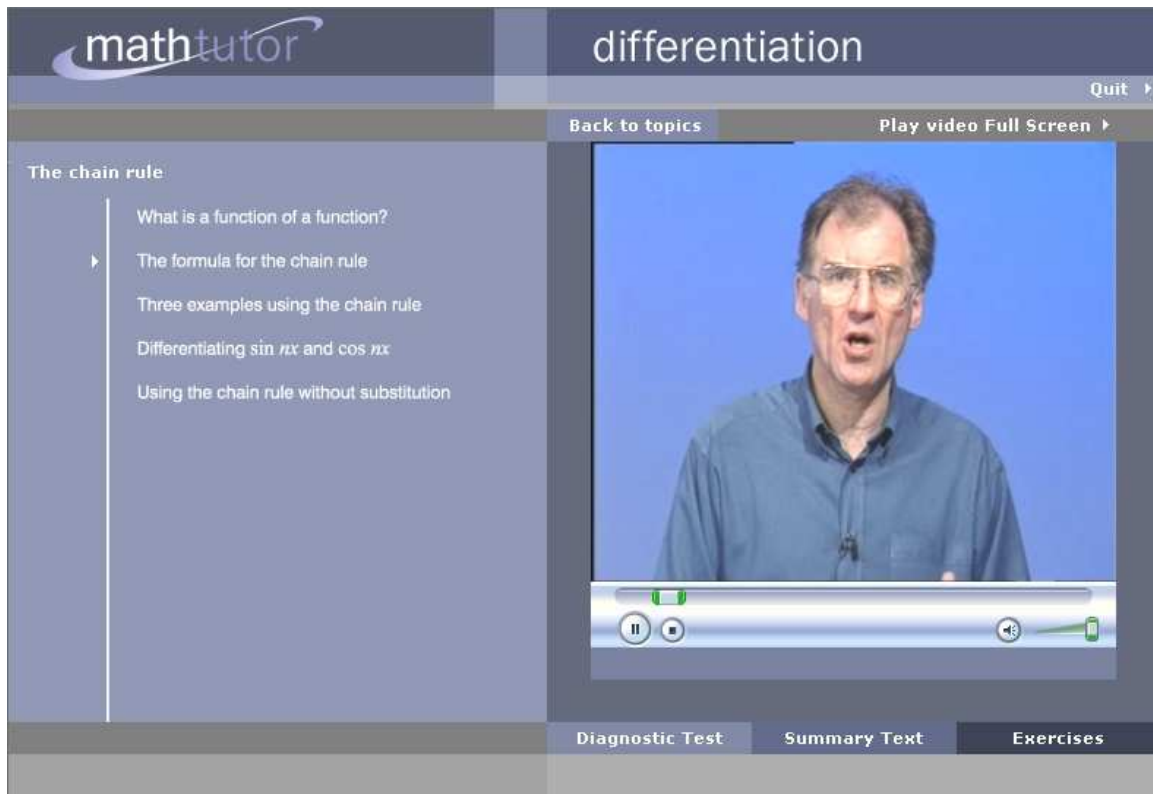 mathtutor
differentiation
Quit
Back to topics
Play video Full Screen
The chain rule
What is a function of a function?
The formula for the chain rule
Three examples using the chain rule
Differentiating sin nx and cos nx
Using the chain rule without substitution
Diagnostic Test
Summary Text
Exercises